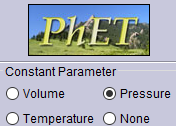 PhET
Constant Parameter
Volume Pressure
Temperature None